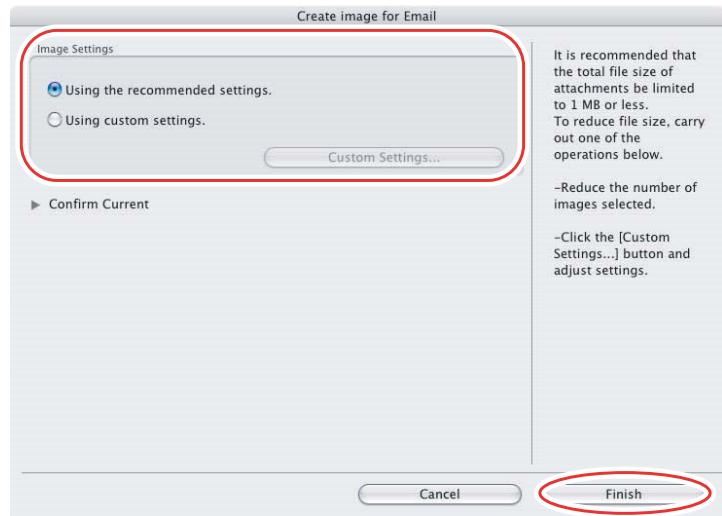 Create image for Email
Image Settings
Using the recommended settings.
Using custom settings.
Custom Settings...
Confirm Current
It is recommended that
the total file size of
attachments be limited
to 1 MB or less.
To reduce file size, carry
out one of the
operations below.
-Reduce the number of
images selected.
-Click the [Custom
Settings...] button and
adjust settings.
Cancel
Finish